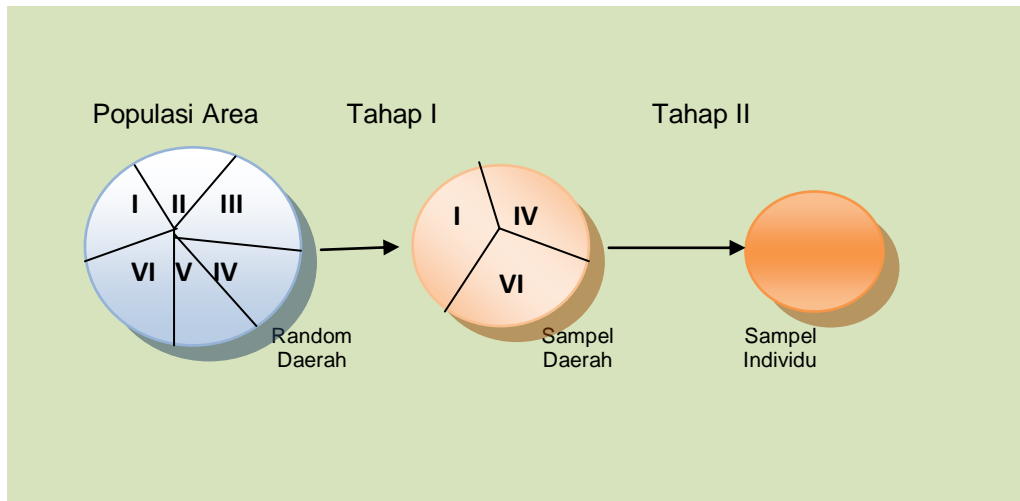 Populasi Area
Tahap I
Tahap II
I
II
III
VI
V
IV
I
IV
VI
Random
Daerah
Sampel
Daerah
Sampel
Individu